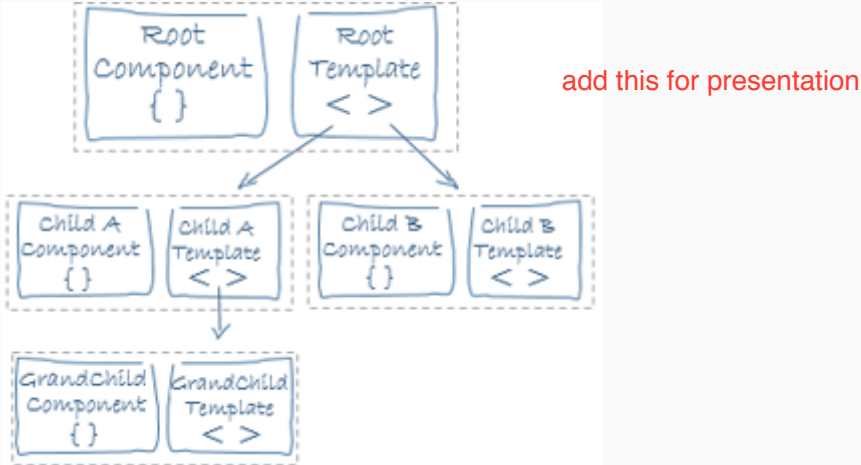 Root
Component
{ }
Root
Template
< >
add this for presentation
Child A
Component
{ }
Child A
Template
< >
Child B
Component
{ }
Child B
Template
< >
GrandChild
Component
{ }
GrandChild
Template
< >